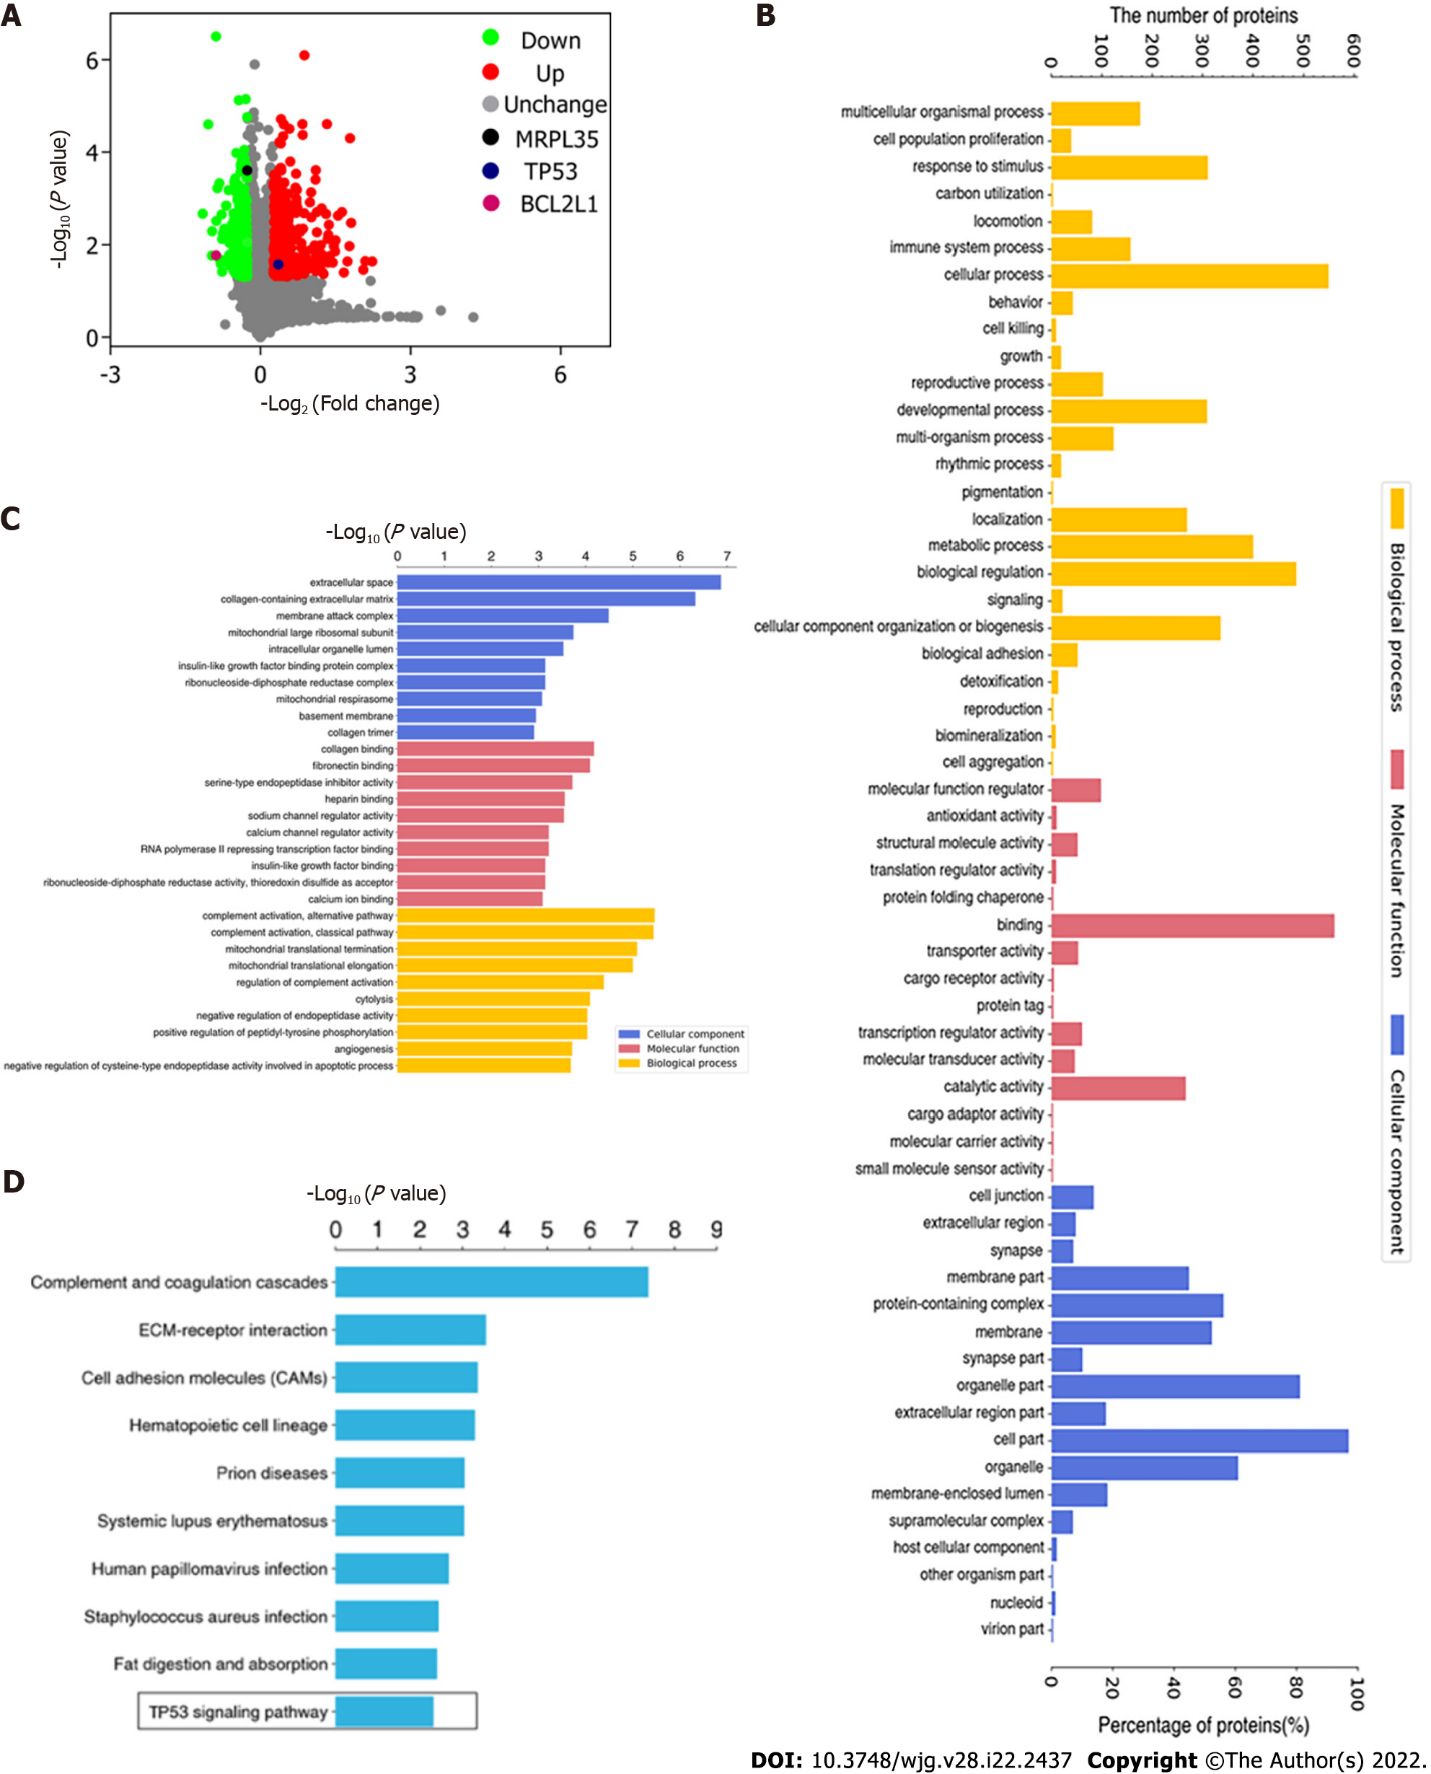 A
6
4
2
0
-Log10 (P value)
-3
0
3
6
-Log2 (Fold change)
Down
Up
Unchange
MRPL35
TP53
BCL2L1
B
The number of proteins
0
100
200
300
400
500
600
multicellular organismal process
cell population proliferation
response to stimulus
carbon utilization
locomotion
immune system process
cellular process
behavior
cell killing
growth
reproductive process
developmental process
multi-organism process
rhythmic process
pigmentation
localization
metabolic process
biological regulation
signaling
cellular component organization or biogenesis
biological adhesion
detoxification
reproduction
biomineralization
cell aggregation
molecular function regulator
antioxidant activity
structural molecule activity
translation regulator activity
protein folding chaperone
binding
transporter activity
cargo receptor activity
protein tag
transcription regulator activity
molecular transducer activity
catalytic activity
cargo adaptor activity
molecular carrier activity
small molecule sensor activity
cell junction
extracellular region
synapse
membrane part
protein-containing complex
membrane
synapse part
organelle part
extracellular region part
cell part
organelle
membrane-enclosed lumen
supramolecular complex
host cellular component
other organism part
nucleoid
virion part
0
20
40
60
80
100
Percentage of proteins(%)
Biological process
Molecular function
Cellular component
C
-Log10 (P value)
0
1
2
3
4
5
6
7
extracellular space
collagen-containing extracellular matrix
membrane attack complex
mitochondrial large ribosomal subunit
intracellular organelle lumen
insulin-like growth factor binding protein complex
ribonucleoside-diphosphate reductase complex
mitochondrial respirasome
basement membrane
collagen trimer
collagen binding
fibronectin binding
serine-type endopeptidase inhibitor activity
heparin binding
sodium channel regulator activity
calcium channel regulator activity
RNA polymerase II repressing transcription factor binding
insulin-like growth factor binding
ribonucleoside-diphosphate reductase activity, thioredoxin disulfide as acceptor
calcium ion binding
complement activation, alternative pathway
complement activation, classical pathway
mitochondrial translational termination
mitochondrial translational elongation
regulation of complement activation
cytolysis
negative regulation of endopeptidase activity
positive regulation of peptidyl-tyrosine phosphorylation
angiogenesis
negative regulation of cysteine-type endopeptidase activity involved in apoptotic process
Cellular component
Molecular function
Biological process
D
-Log10 (P value)
0
1
2
3
4
5
6
7
8
9
Complement and coagulation cascades
ECM-receptor interaction
Cell adhesion molecules (CAMs)
Hematopoietic cell lineage
Prion diseases
Systemic lupus erythematosus
Human papillomavirus infection
Staphylococcus aureus infection
Fat digestion and absorption
TP53 signaling pathway
DOI: 10.3748/wjg.v28.i22.2437 Copyright ©The Author(s) 2022.